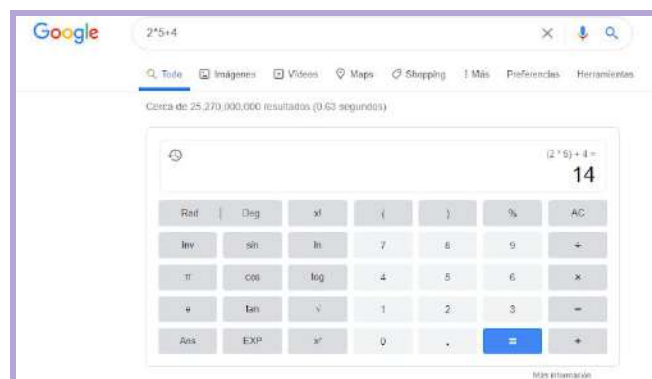 Google 2*5+4
Todo Imágenes Vídeos Maps Shopping Más Preferencias Herramientas
Cerca de 25,270,000,000 resultados (0.63 segundos)
(2 * 5) + 4 =
14
Rad | Deg x! ( ) % AC
Inv sin ln 7 8 9 ÷
π cos log 4 5 6 ×
e tan √ 1 2 3 −
Ans EXP xʸ 0 . = +
Más información